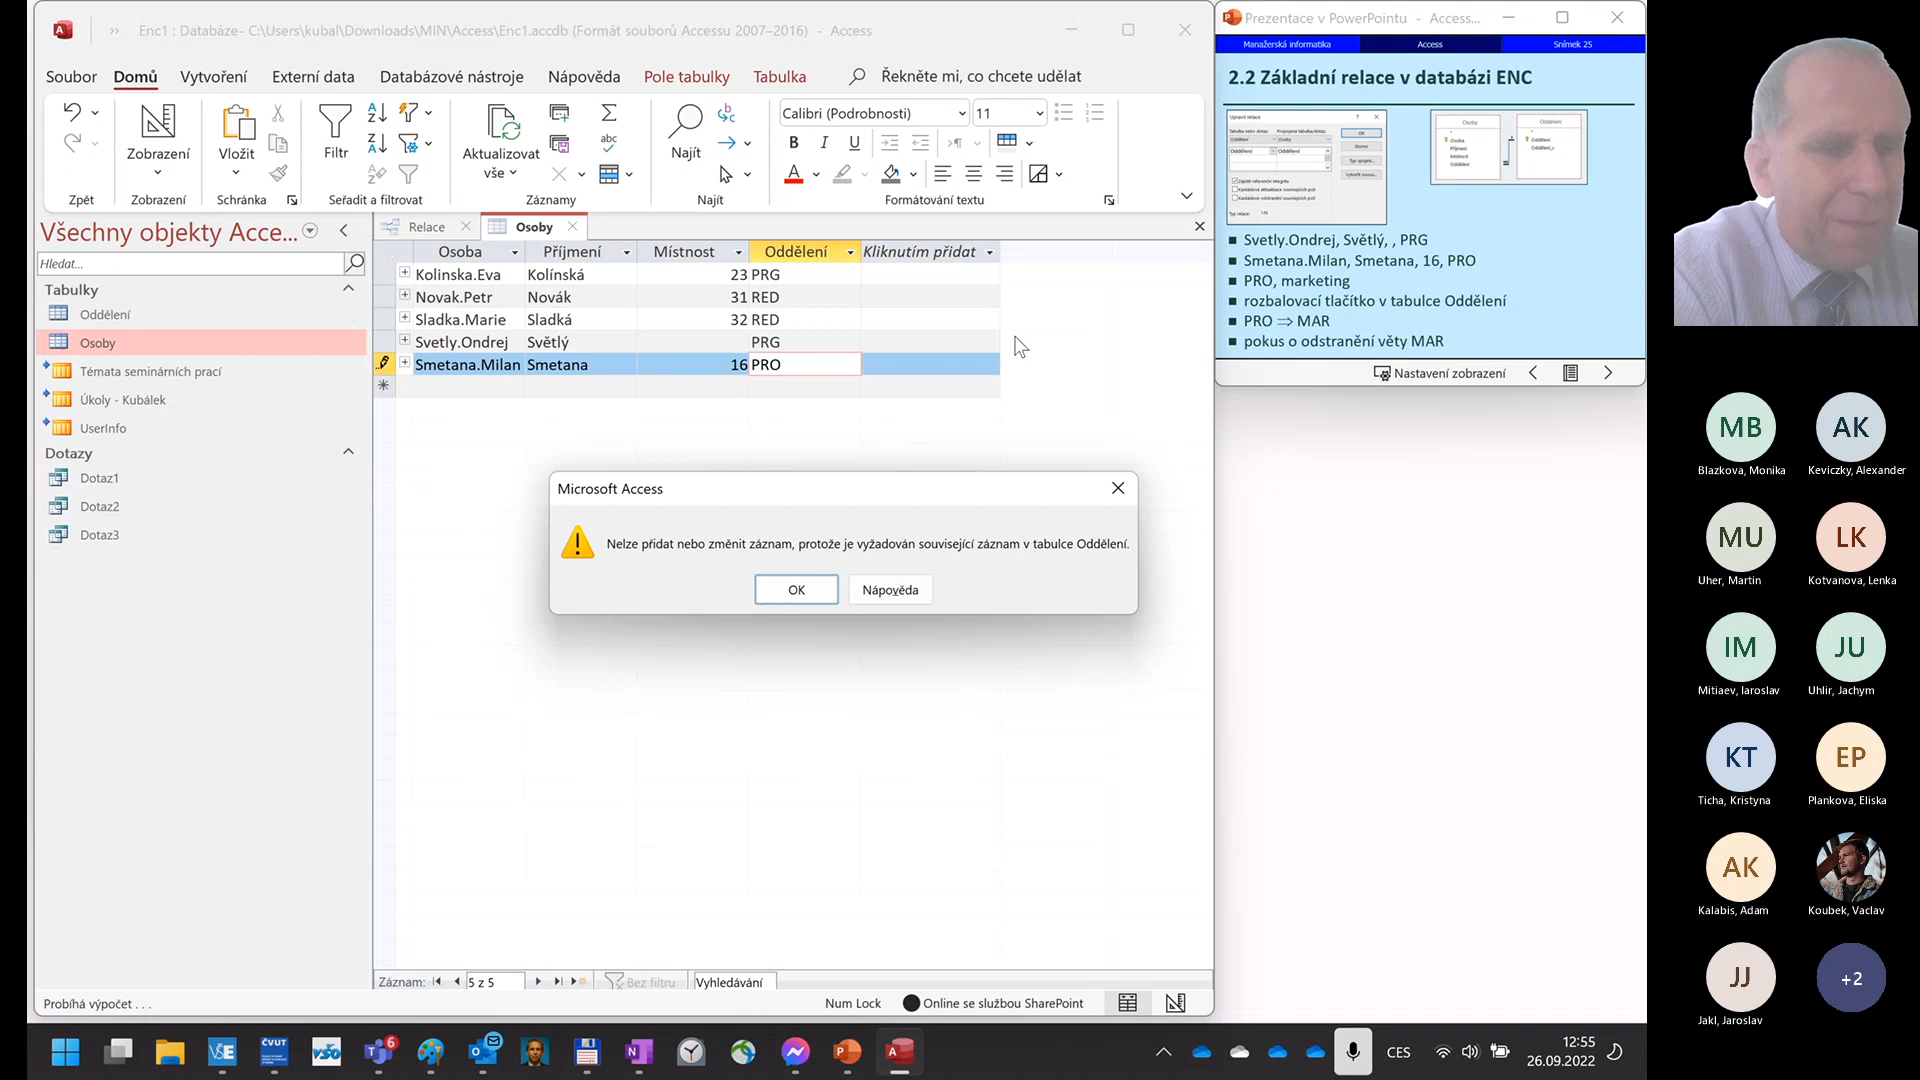 Enc1 : Databáze- C:\Users\kubal\Downloads\MIN\Access\Enc1.accdb (Formát souborů Accessu 2007–2016) - Access
Soubor Domů Vytvoření Externí data Databázové nástroje Nápověda Pole tabulky Tabulka Řekněte mi, co chcete udělat
Calibri (Podrobnosti) 11
Zobrazení Vložit Filtr Aktualizovat vše Najít
B I U
Zpět Zobrazení Schránka Seřadit a filtrovat Záznamy Najít Formátování textu
Všechny objekty Acce...
Hledat...
Tabulky
Oddělení
Osoby
Témata seminárních prací
Úkoly - Kubálek
UserInfo
Dotazy
Dotaz1
Dotaz2
Dotaz3
Relace Osoby
Osoba Příjmení Místnost Oddělení Kliknutím přidat
Kolinska.Eva Kolínská 23 PRG
Novak.Petr Novák 31 RED
Sladka.Marie Sladká 32 RED
Svetly.Ondrej Světlý PRG
Smetana.Milan Smetana 16 PRO
Microsoft Access
Nelze přidat nebo změnit záznam, protože je vyžadován související záznam v tabulce Oddělení.
OK Nápověda
Záznam: 5 z 5 Bez filtru Vyhledávání
Probíhá výpočet . . .
Num Lock Online se službou SharePoint
Prezentace v PowerPointu - Access...
Manažerská informatika Access Snímek 25
2.2 Základní relace v databázi ENC
Svetly.Ondrej, Světlý, , PRG
Smetana.Milan, Smetana, 16, PRO
PRO, marketing
rozbalovací tlačítko v tabulce Oddělení
PRO ⇒ MAR
pokus o odstranění věty MAR
Nastavení zobrazení
MB AK
Blazkova, Monika Keviczky, Alexander
MU LK
Uher, Martin Kotvanova, Lenka
IM JU
Mitiaev, Iaroslav Uhlir, Jachym
KT EP
Ticha, Kristyna Plankova, Eliska
AK
Kalabis, Adam Koubek, Vaclav
JJ +2
Jakl, Jaroslav
CES
12:55
26.09.2022